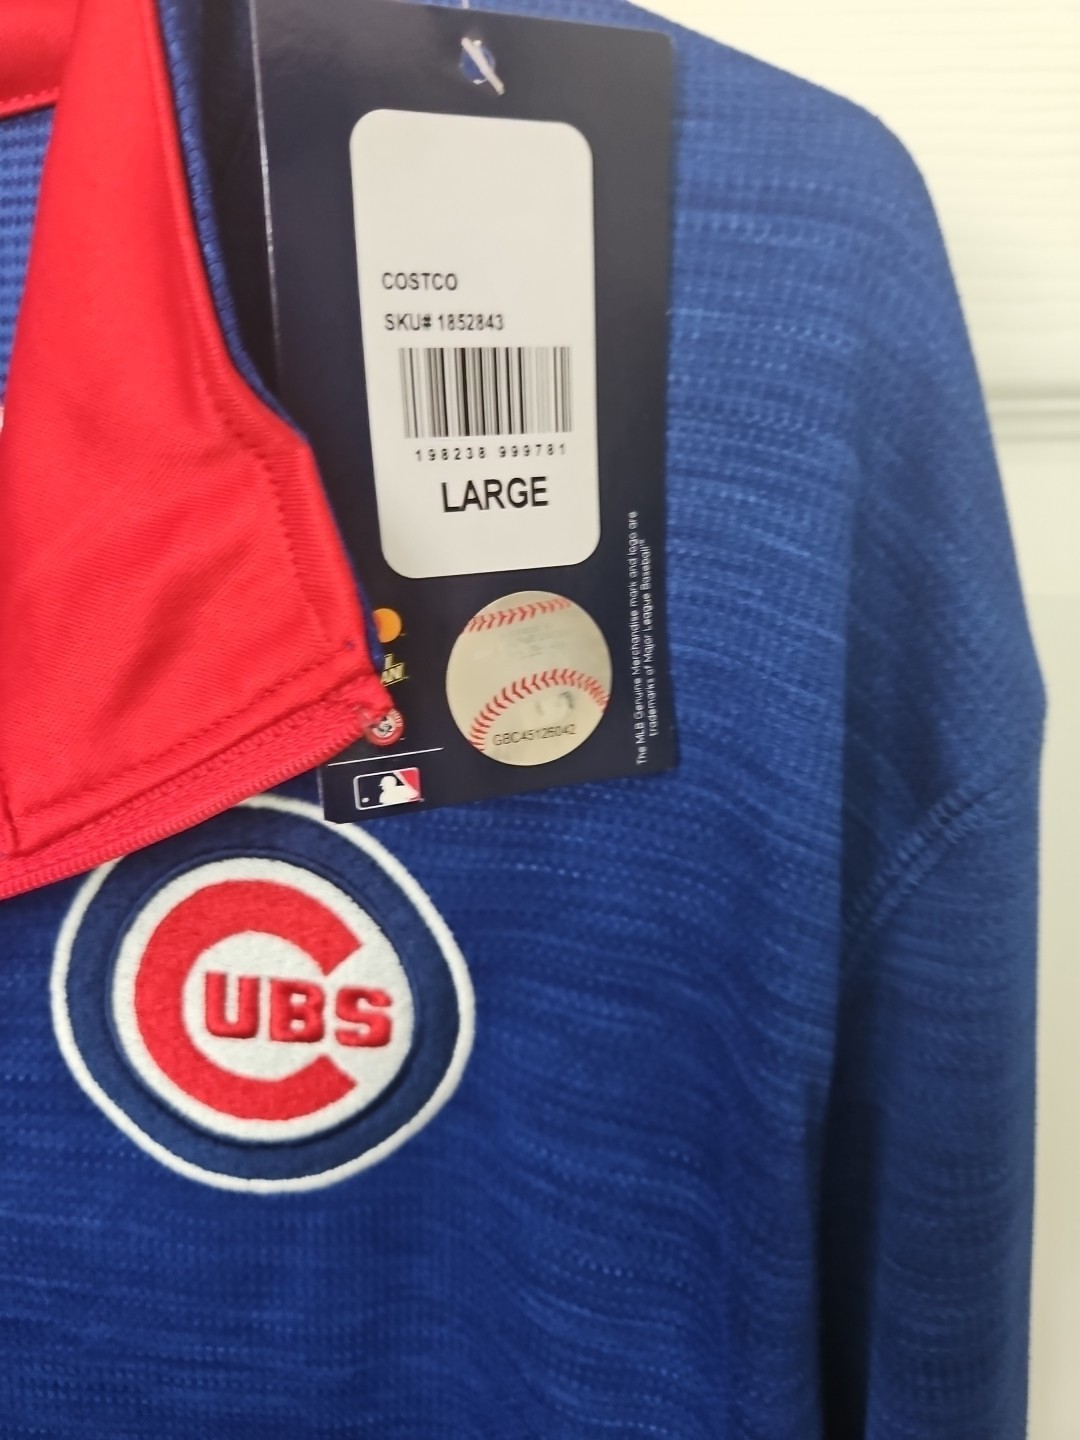 COSTCO
SKU# 1852843
198238 999781
LARGE
The MLB Genuine Merchandise mark and logo are
trademarks of Major League Baseball
GBC45126042
CUBS